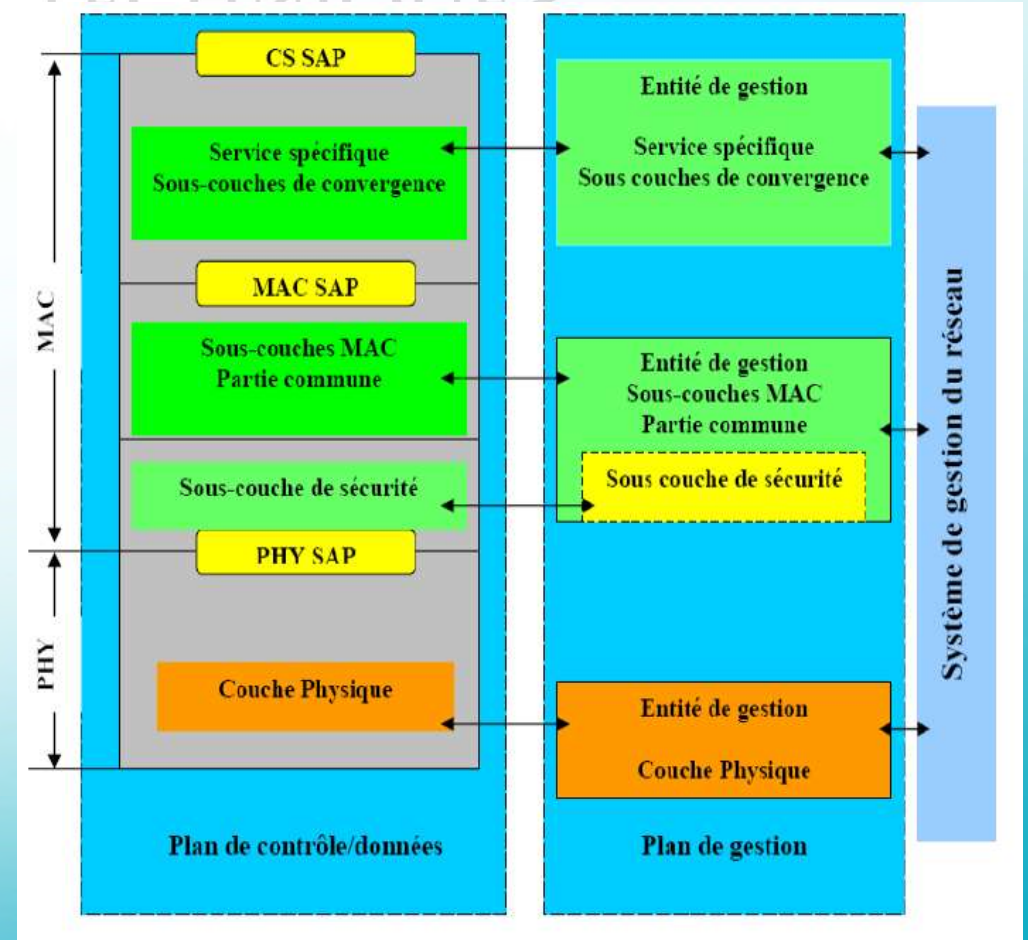 CS SAP
Service spécifique
Sous-couches de convergence
MAC SAP
Sous-couches MAC
Partie commune
Sous-couche de sécurité
PHY SAP
Couche Physique
Plan de contrôle/données
MAC
PHY
Entité de gestion
Service spécifique
Sous couches de convergence
Entité de gestion
Sous-couches MAC
Partie commune
Sous couche de sécurité
Entité de gestion
Couche Physique
Plan de gestion
Système de gestion du réseau